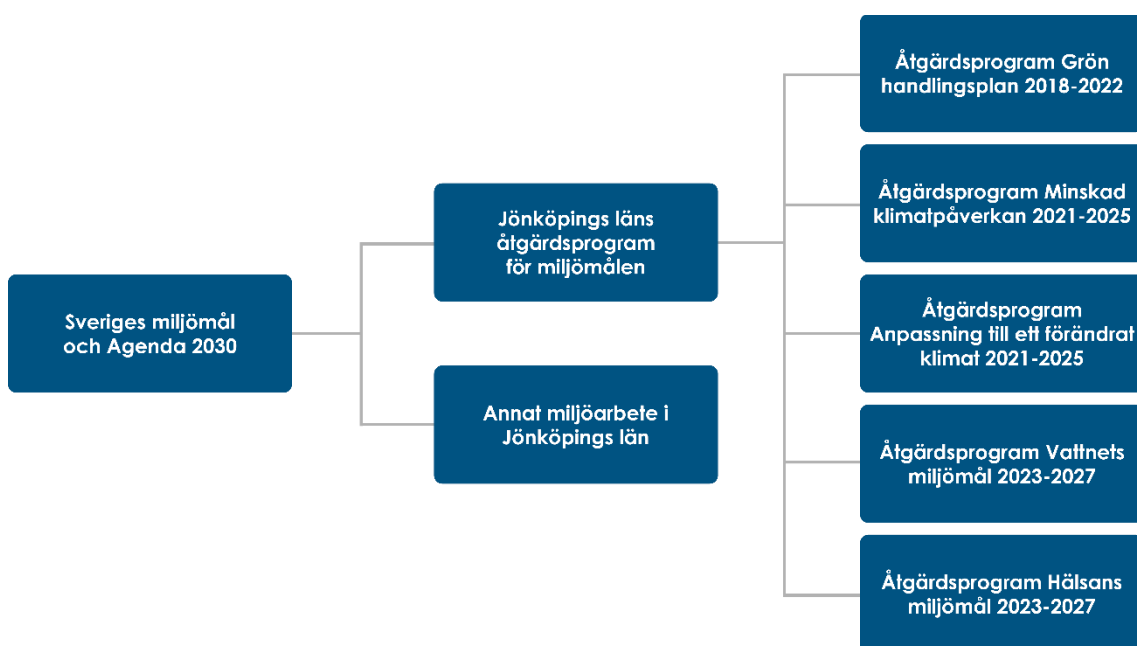 Sveriges miljömål
och Agenda 2030
Jönköpings läns
åtgärdsprogram
för miljömålen
Annat miljöarbete i
Jönköpings län
Åtgärdsprogram Grön
handlingsplan 2018-2022
Åtgärdsprogram Minskad
klimatpåverkan 2021-2025
Åtgärdsprogram
Anpassning till ett förändrat
klimat 2021-2025
Åtgärdsprogram Vattnets
miljömål 2023-2027
Åtgärdsprogram Hälsans
miljömål 2023-2027